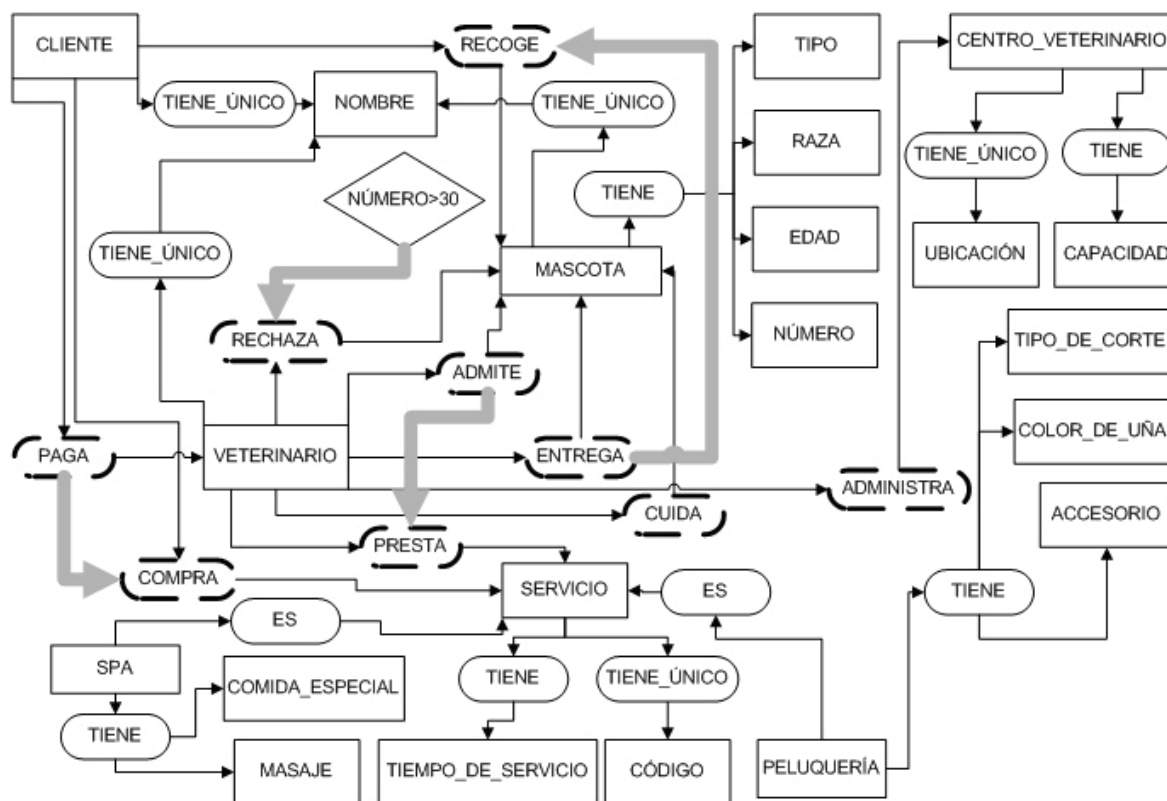 CLIENTE
RECOGE
TIPO
CENTRO_VETERINARIO
TIENE_ÚNICO
NOMBRE
TIENE_ÚNICO
RAZA
TIENE_ÚNICO
TIENE
NÚMERO>30
TIENE
TIENE_ÚNICO
EDAD
UBICACIÓN
CAPACIDAD
MASCOTA
RECHAZA
NÚMERO
TIPO_DE_CORTE
ADMITE
COLOR_DE_UÑA
PAGA
VETERINARIO
ENTREGA
ADMINISTRA
CUIDA
ACCESORIO
PRESTA
COMPRA
SERVICIO
ES
TIENE
ES
SPA
TIENE
TIENE_ÚNICO
COMIDA_ESPECIAL
TIENE
MASAJE
TIEMPO_DE_SERVICIO
CÓDIGO
PELUQUERÍA